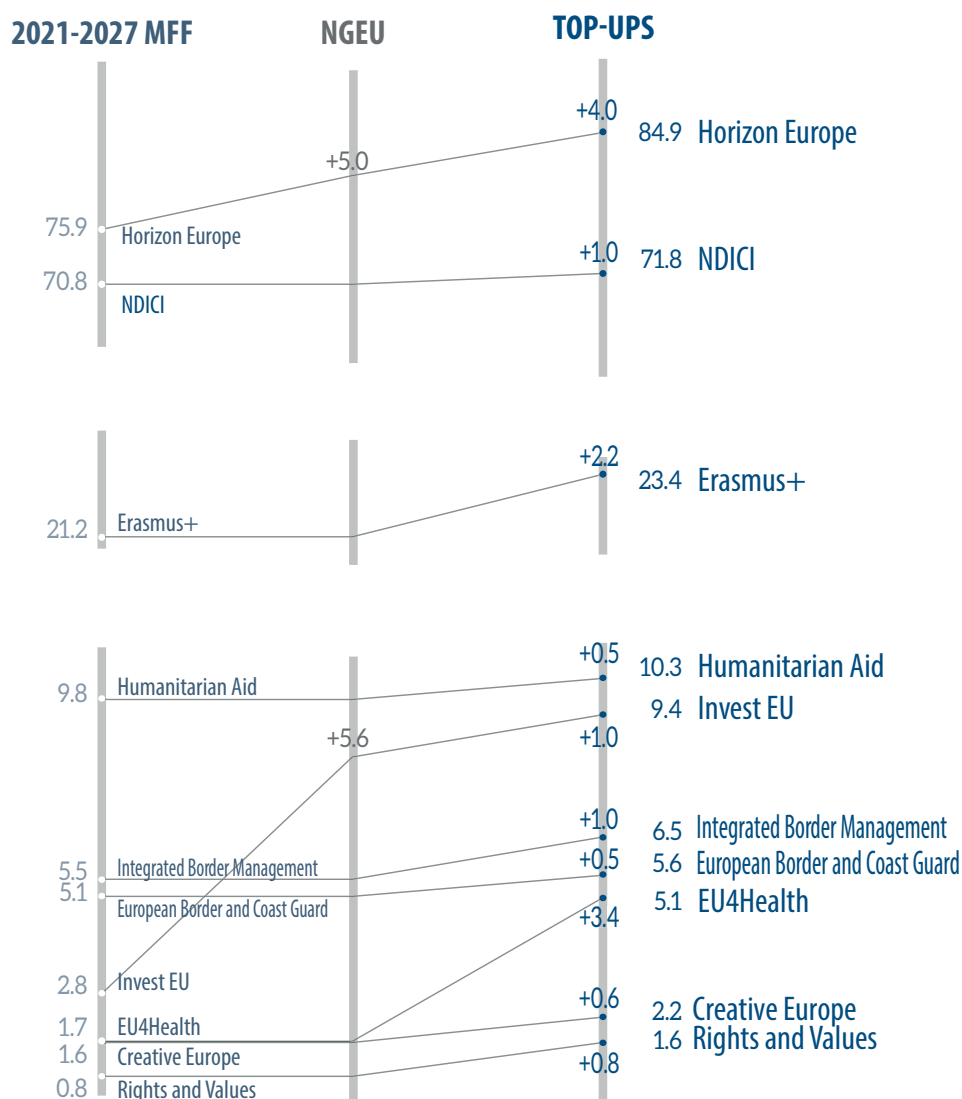 2021-2027 MFF NGEU TOP-UPS
+4.0
84.9 Horizon Europe
+5.0
75.9
Horizon Europe
+1.0
71.8 NDICI
70.8
NDICI
+2.2
23.4 Erasmus+
21.2 Erasmus+
+0.5
10.3 Humanitarian Aid
9.8 Humanitarian Aid
9.4 Invest EU
+5.6
+1.0
+1.0
6.5 Integrated Border Management
5.5 Integrated Border Management
+0.5
5.6 European Border and Coast Guard
5.1
European Border and Coast Guard
5.1 EU4Health
+3.4
2.8 Invest EU
+0.6
2.2 Creative Europe
1.7 EU4Health
1.6 Rights and Values
1.6 Creative Europe
+0.8
0.8 Rights and Values